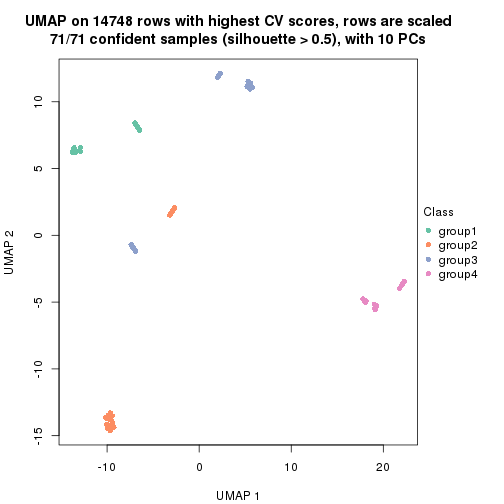 UMAP on 14748 rows with highest CV scores, rows are scaled
71/71 confident samples (silhouette > 0.5), with 10 PCs
10
5
0
-5
-10
-15
UMAP 2
-10
0
10
20
UMAP 1
Class
group1
group2
group3
group4